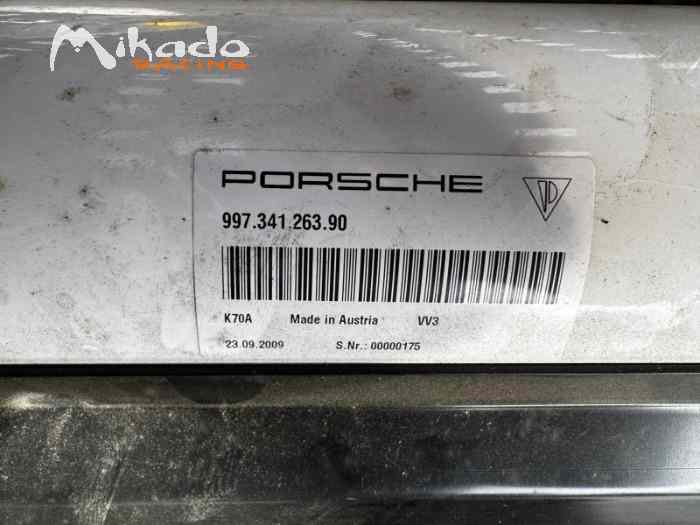 Mikado
RACING
PORSCHE
997.341.263.90
K70A Made in Austria VV3
23.09.2009 S.Nr.: 00000175